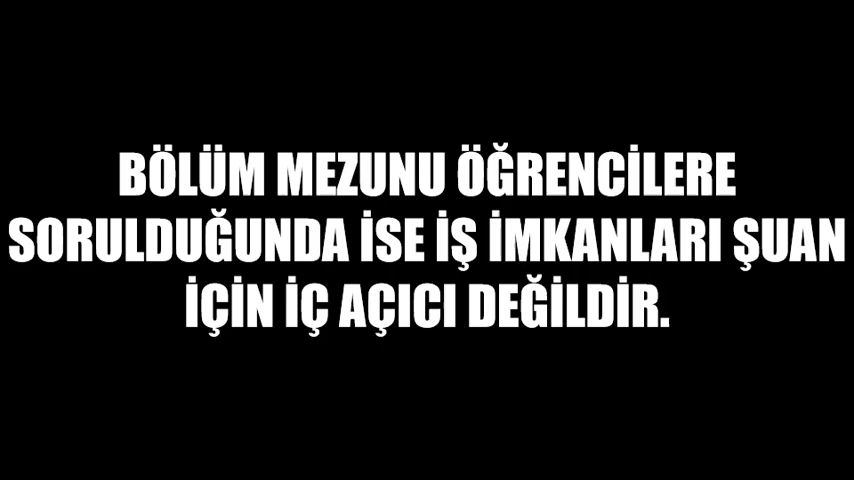 BÖLÜM MEZUNU ÖĞRENCİLERE
SORULDUĞUNDA İSE İŞ İMKANLARI ŞUAN
İÇİN İÇ AÇICI DEĞİLDİR.